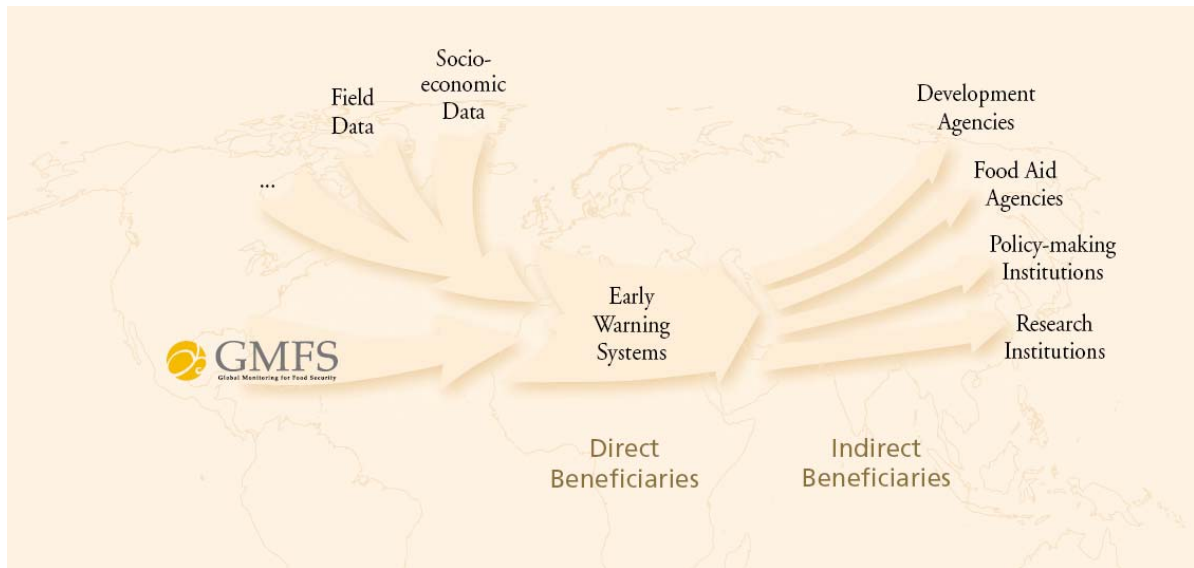 Socio-
economic
Data
Field
Data
...
GMFS
Global Monitoring for Food Security
Early
Warning
Systems
Development
Agencies
Food Aid
Agencies
Policy-making
Institutions
Research
Institutions
Direct
Beneficiaries
Indirect
Beneficiaries